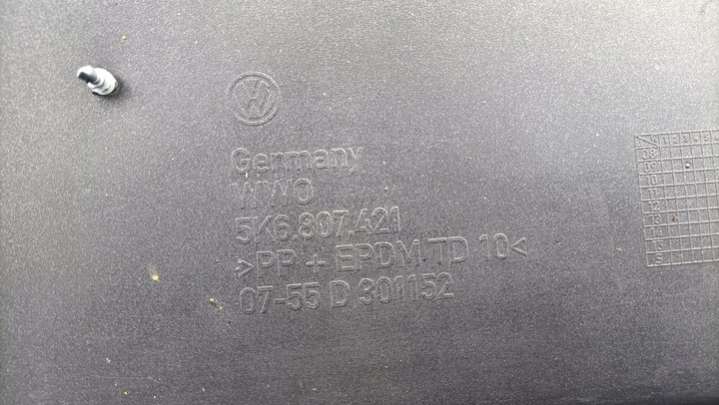 Germany
WWO
5K6.807.421
>PP + EPDM TD 10<
07-55 D 301152